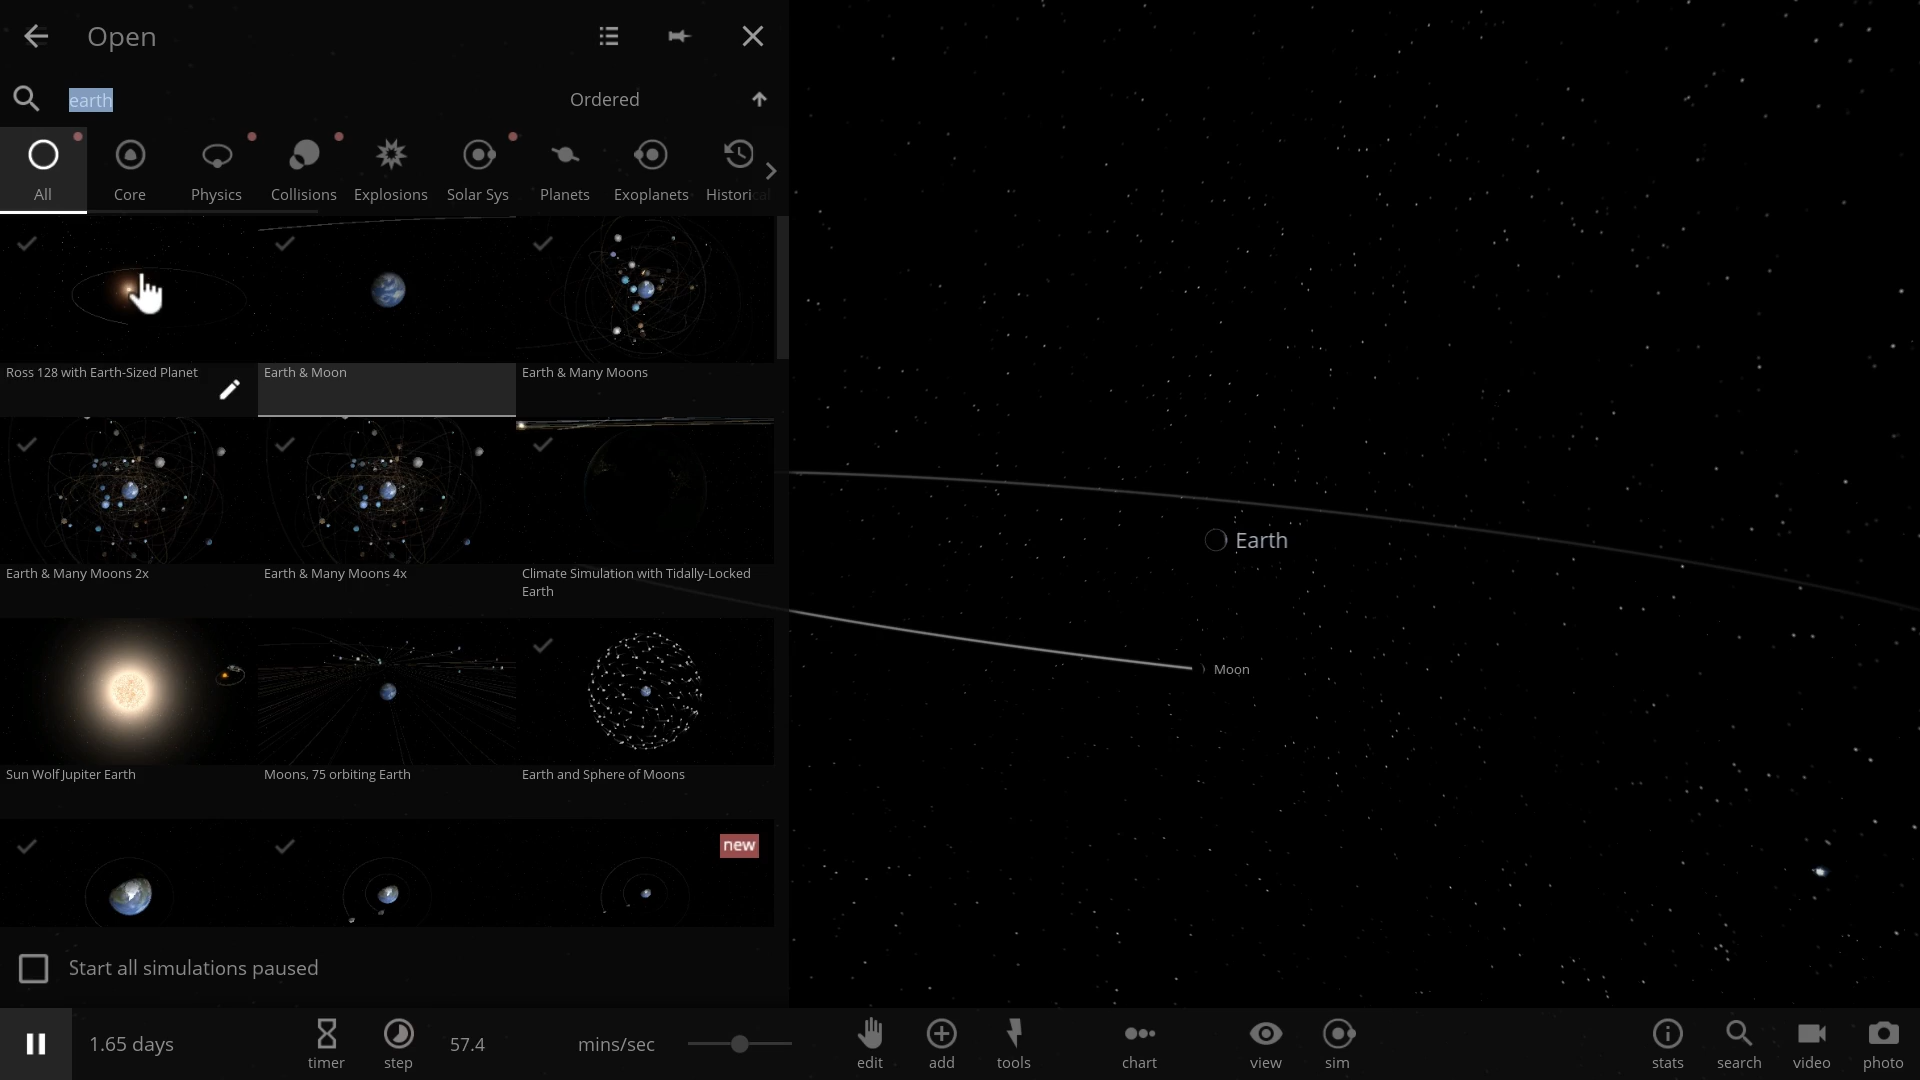 Open
earth
Ordered
All
Core
Physics
Collisions
Explosions
Solar Sys
Planets
Exoplanets
Historical
Ross 128 with Earth-Sized Planet
Earth & Moon
Earth & Many Moons
Earth & Many Moons 2x
Earth & Many Moons 4x
Climate Simulation with Tidally-Locked
Earth
Sun Wolf Jupiter Earth
Moons, 75 orbiting Earth
Earth and Sphere of Moons
new
Start all simulations paused
Earth
Moon
1.65 days
timer
step
57.4
mins/sec
edit
add
tools
chart
view
sim
stats
search
video
photo